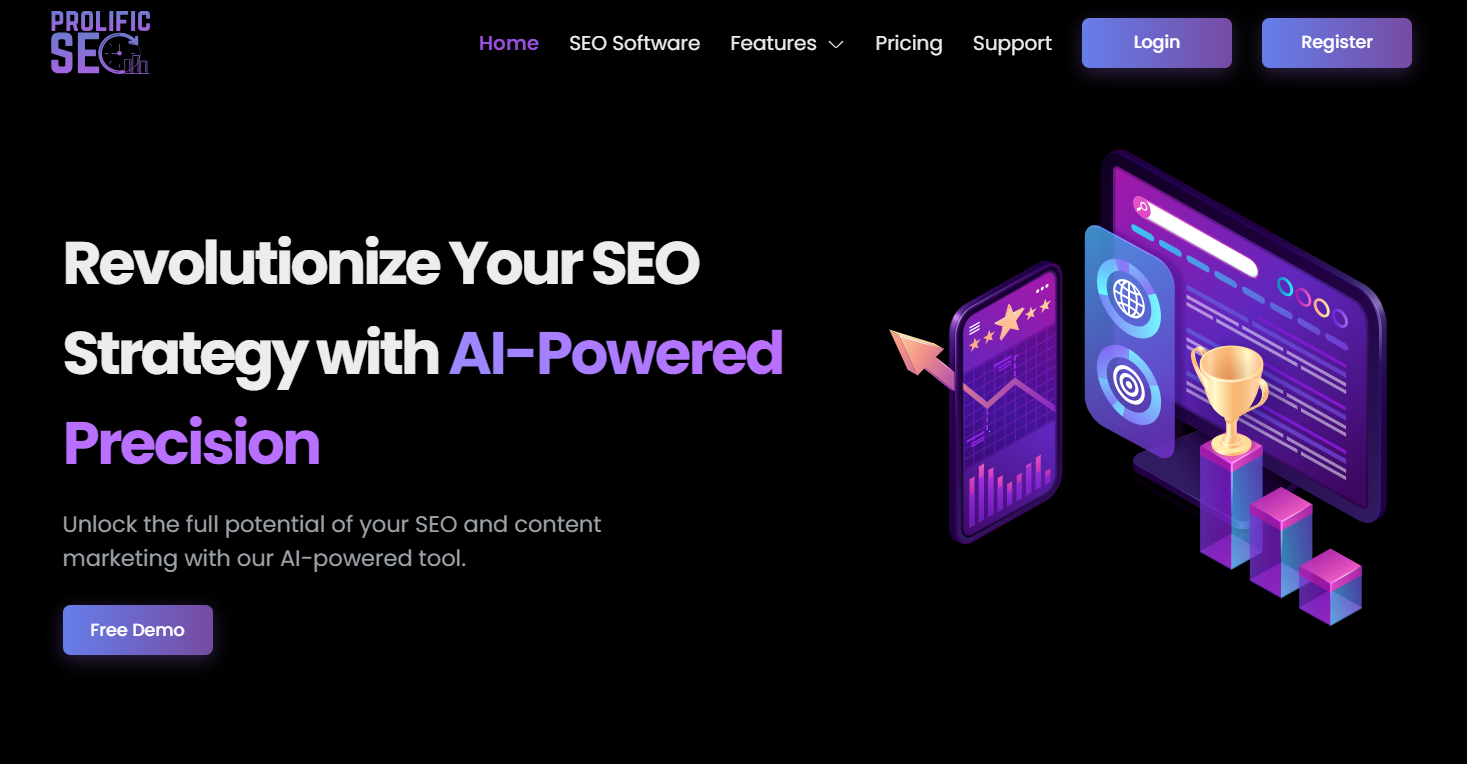 PROLIFIC
SEO
Home SEO Software Features Pricing Support Login Register
Revolutionize Your SEO
Strategy with AI-Powered
Precision
Unlock the full potential of your SEO and content
marketing with our AI-powered tool.
Free Demo